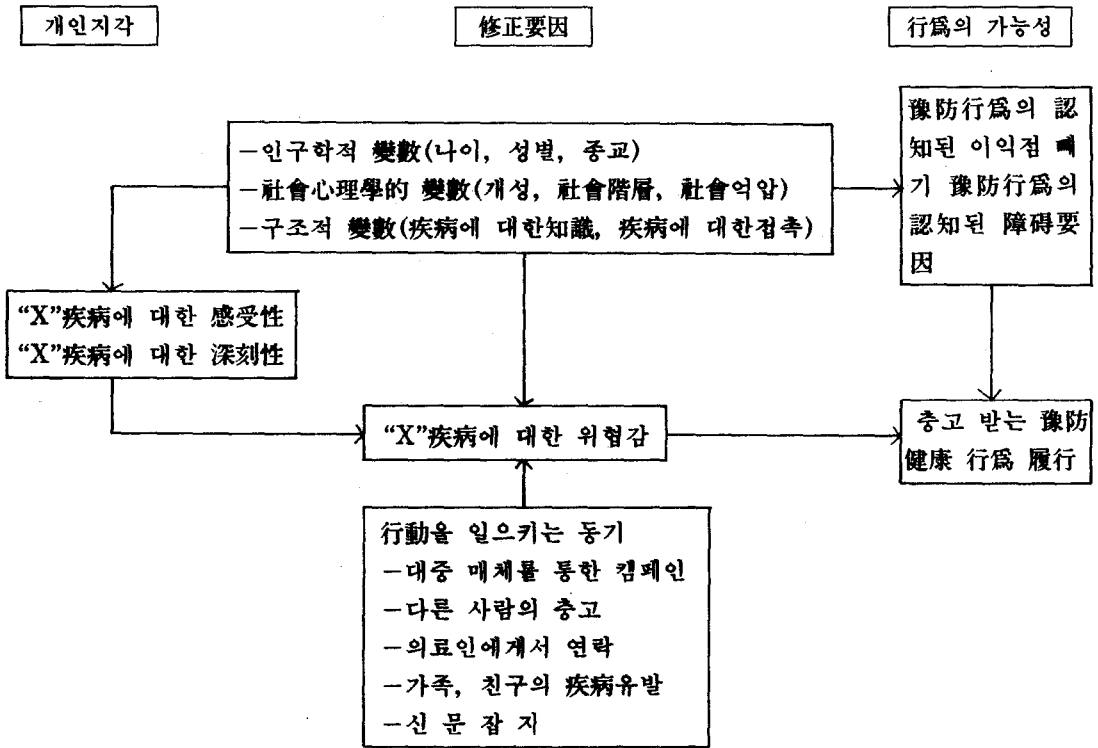 개인지각
修正要因
行爲의 가능성
—인구학적 變數(나이, 성별, 종교)
—社會心理學的 變數(개성, 社會階層, 社會억압)
—구조적 變數(疾病에 대한知識, 疾病에 대한접촉)
豫防行爲의 認
知된 이익점 빼
기 豫防行爲의
認知된 障碍要
因
“X”疾病에 대한 感受性
“X”疾病에 대한 深刻性
“X”疾病에 대한 위협감
충고 받는 豫防
健康 行爲 履行
行動을 일으키는 동기
—대중 매체를 통한 캠페인
—다른 사람의 충고
—의료인에게서 연락
—가족, 친구의 疾病유발
—신 문 잡 지